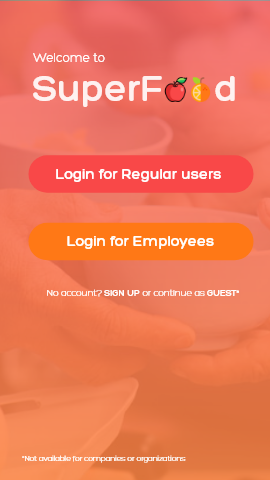 Welcome to
SuperF🍎🍊d
Login for Regular users
Login for Employees
No account? SIGN UP or continue as GUEST*
*Not available for companies or organizations